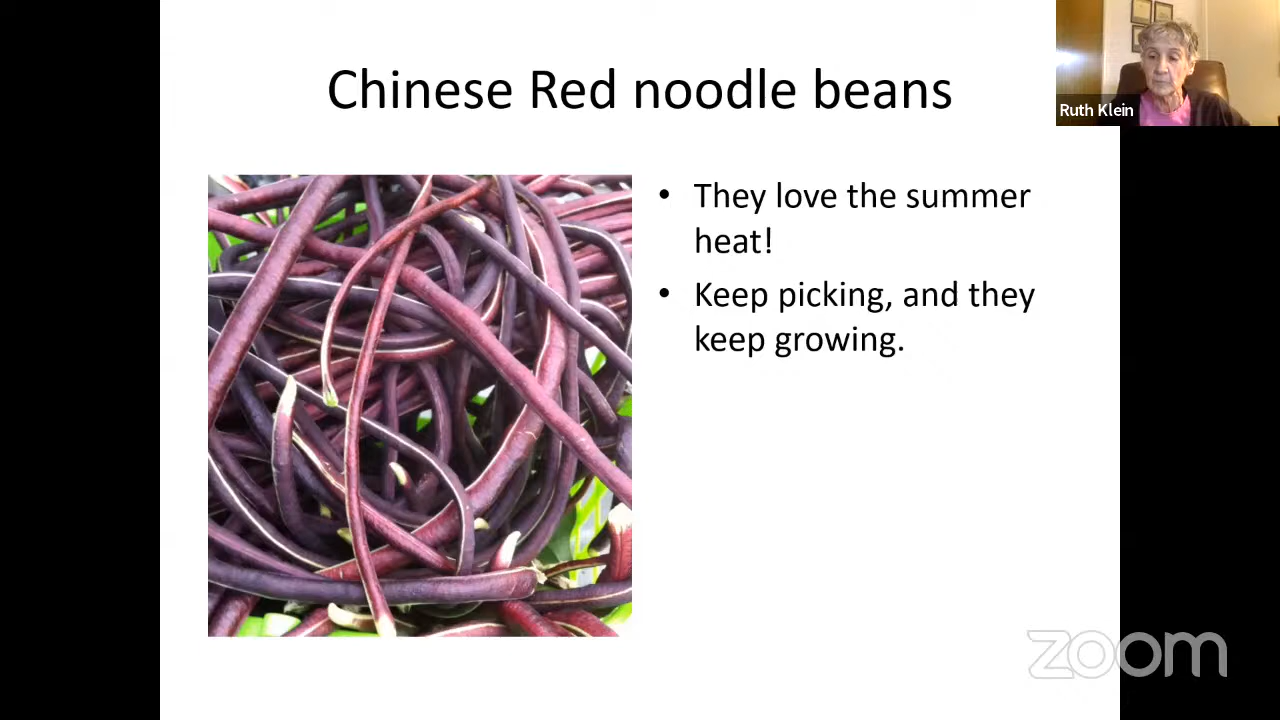 Chinese Red noodle beans
Ruth Klein
• They love the summer
heat!
• Keep picking, and they
keep growing.
zoom